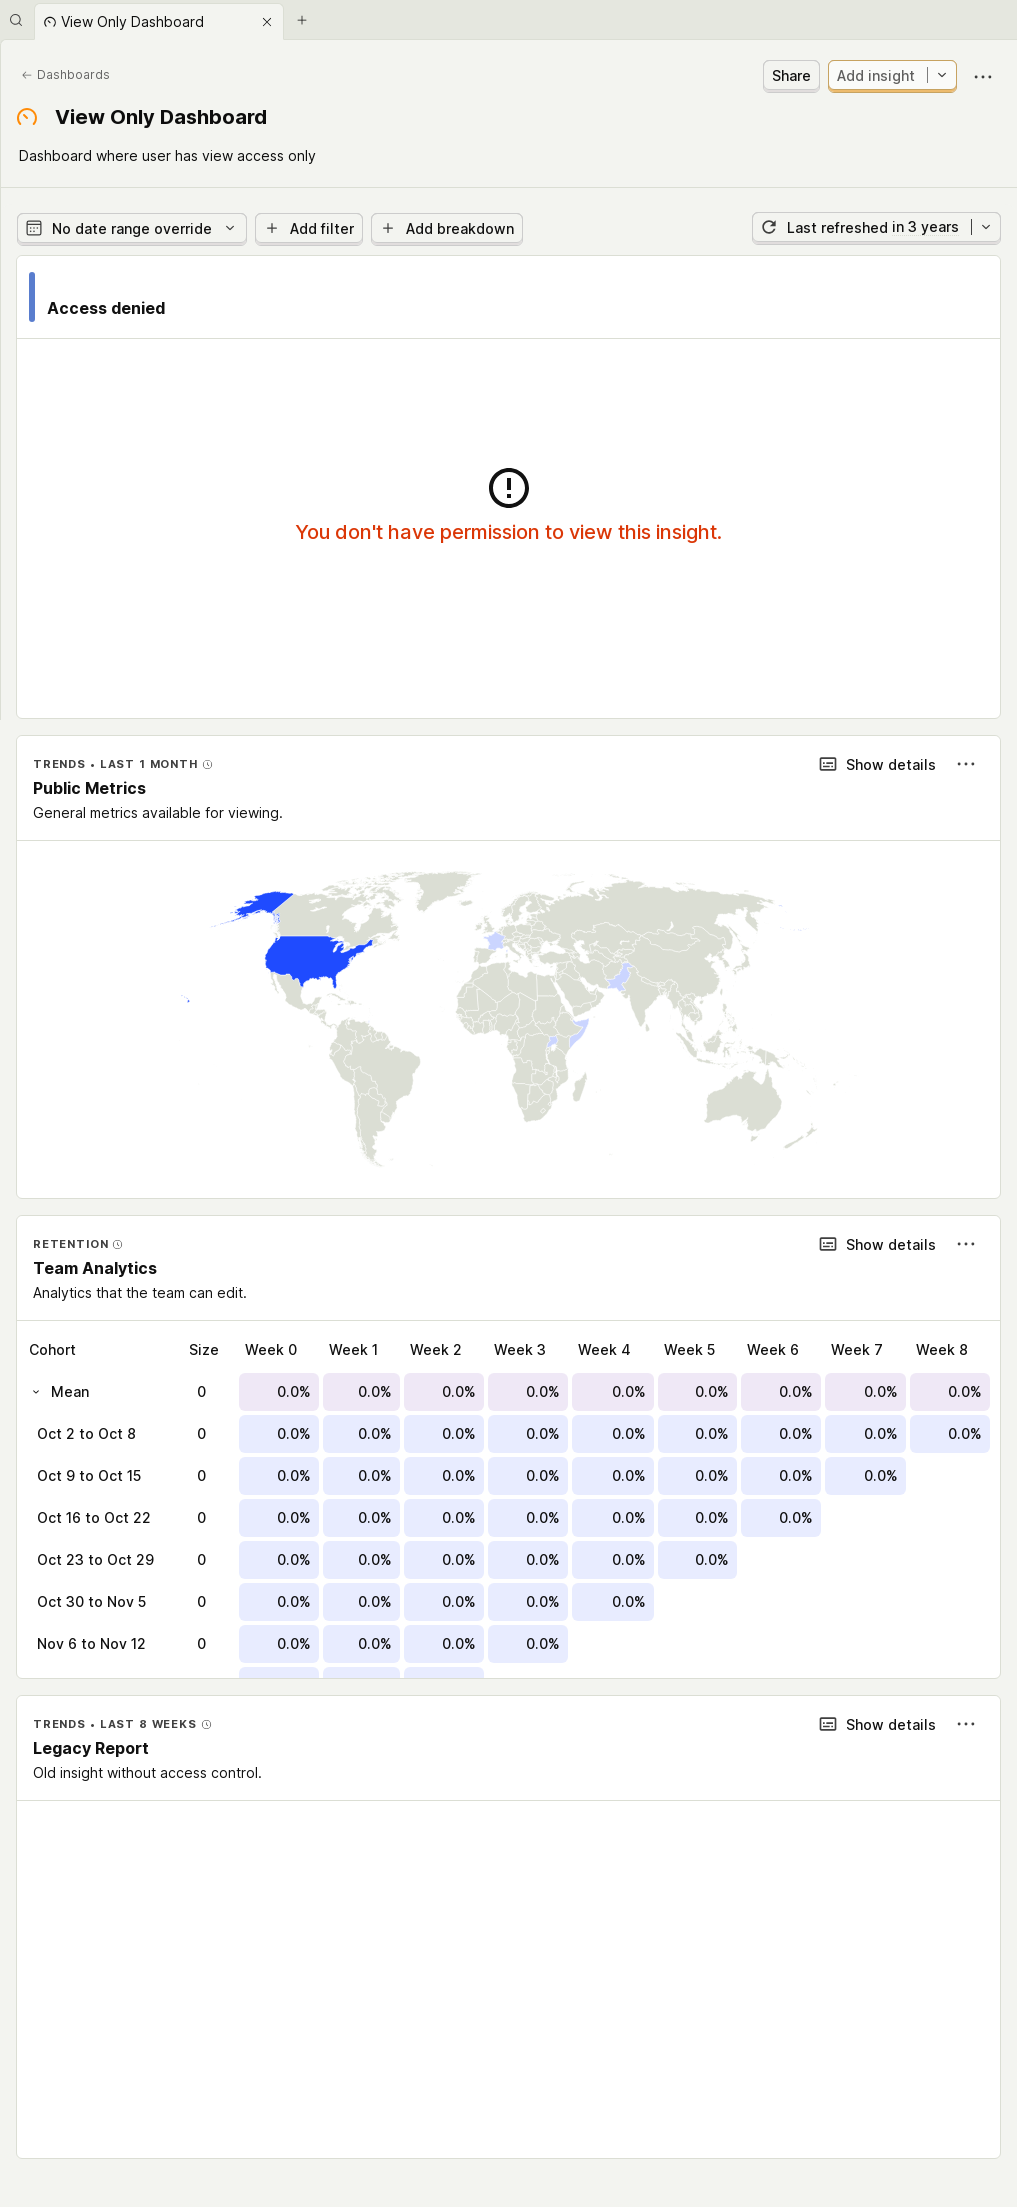 View Only Dashboard
Dashboards
Share
Add insight
View Only Dashboard
Dashboard where user has view access only
No date range override
Add filter
Add breakdown
Last refreshed in 3 years
Access denied
You don't have permission to view this insight.
TRENDS • LAST 1 MONTH
Show details
Public Metrics
General metrics available for viewing.
RETENTION
Show details
Team Analytics
Analytics that the team can edit.
Cohort Size Week 0 Week 1 Week 2 Week 3 Week 4 Week 5 Week 6 Week 7 Week 8
Mean 0 0.0% 0.0% 0.0% 0.0% 0.0% 0.0% 0.0% 0.0% 0.0%
Oct 2 to Oct 8 0 0.0% 0.0% 0.0% 0.0% 0.0% 0.0% 0.0% 0.0% 0.0%
Oct 9 to Oct 15 0 0.0% 0.0% 0.0% 0.0% 0.0% 0.0% 0.0% 0.0%
Oct 16 to Oct 22 0 0.0% 0.0% 0.0% 0.0% 0.0% 0.0% 0.0%
Oct 23 to Oct 29 0 0.0% 0.0% 0.0% 0.0% 0.0% 0.0%
Oct 30 to Nov 5 0 0.0% 0.0% 0.0% 0.0% 0.0%
Nov 6 to Nov 12 0 0.0% 0.0% 0.0% 0.0%
TRENDS • LAST 8 WEEKS
Show details
Legacy Report
Old insight without access control.